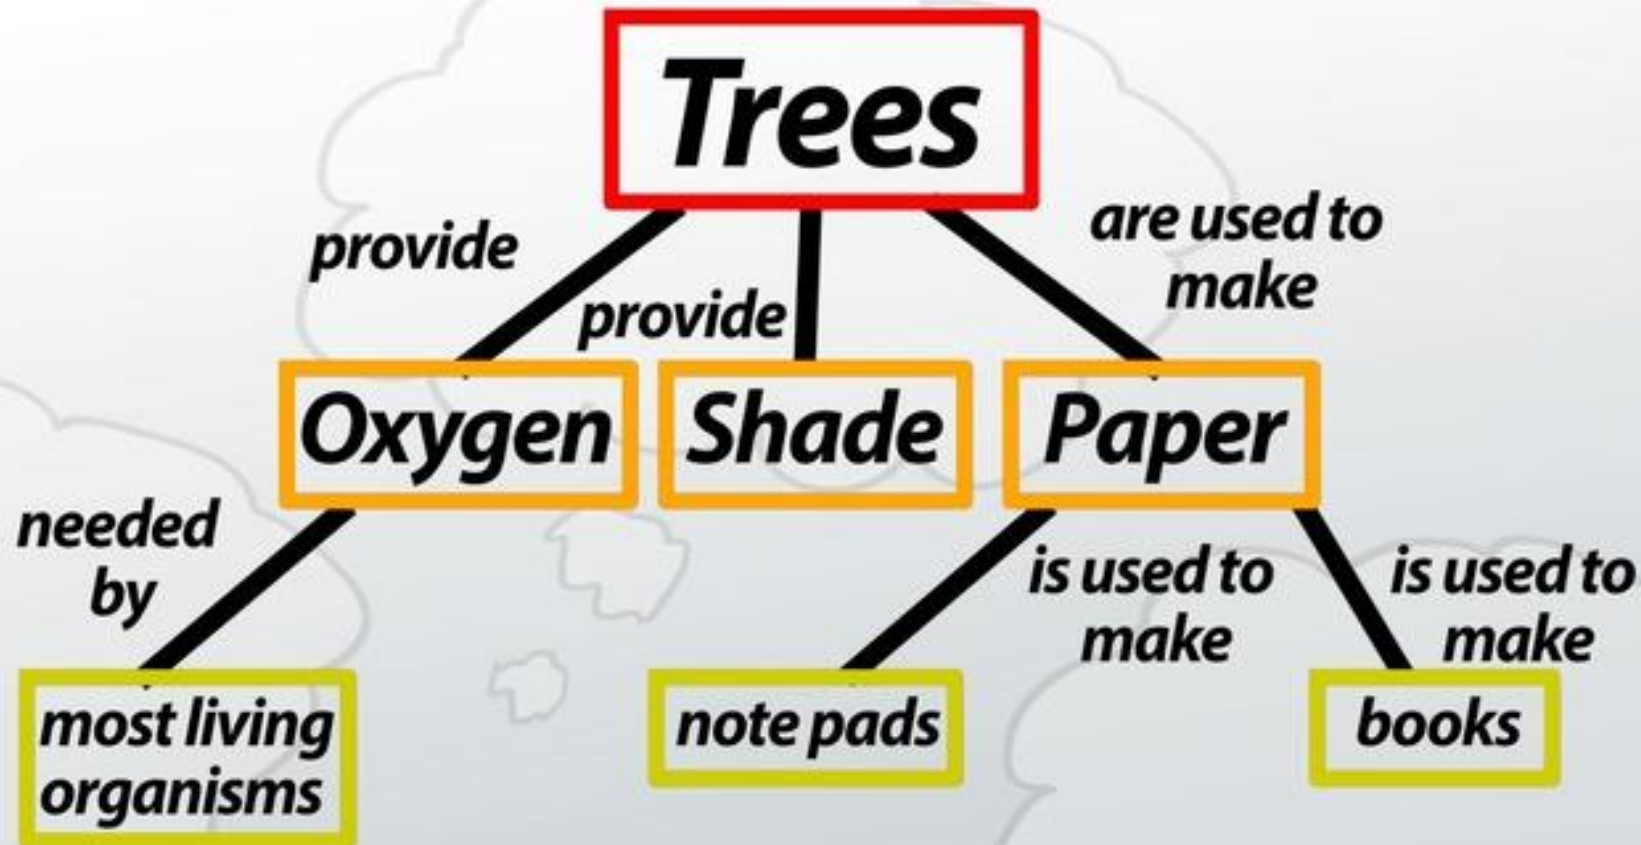 Trees
provide
provide
are used to
make
Oxygen
Shade
Paper
needed
by
is used to
make
is used to
make
most living
organisms
note pads
books